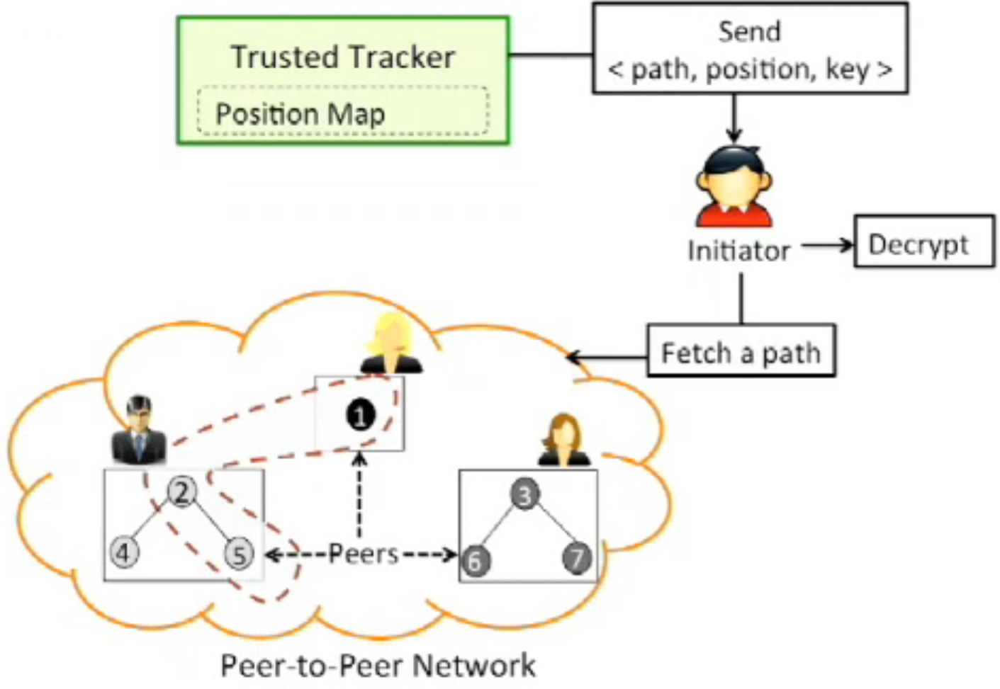 Trusted Tracker
Position Map
Send
< path, position, key >
Initiator
Decrypt
Fetch a path
1
2
3
4
5
Peers
6
7
Peer-to-Peer Network